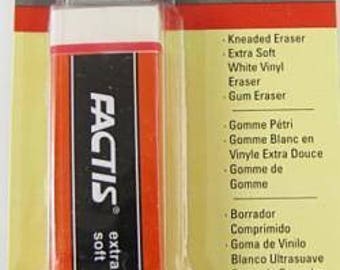 FACTIS®
extra
soft
· Kneaded Eraser
· Extra Soft
White Vinyl
Eraser
· Gum Eraser
· Gomme Pétri
· Gomme Blanc en
Vinyle Extra Douce
· Gomme de
Gomme
· Borrador
Comprimido
· Goma de Vinilo
Blanco Ultrasuave